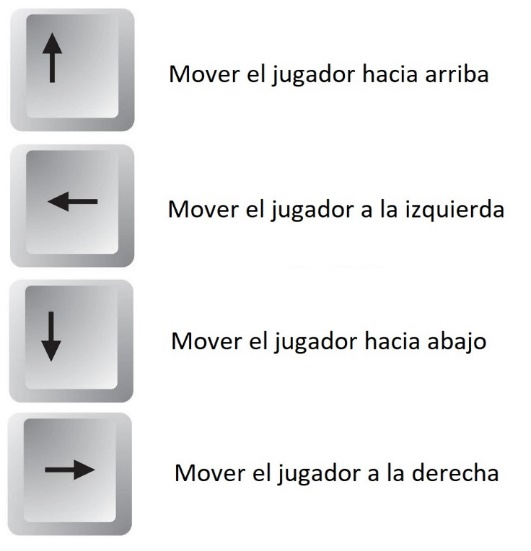 Mover el jugador hacia arriba
Mover el jugador a la izquierda
Mover el jugador hacia abajo
Mover el jugador a la derecha